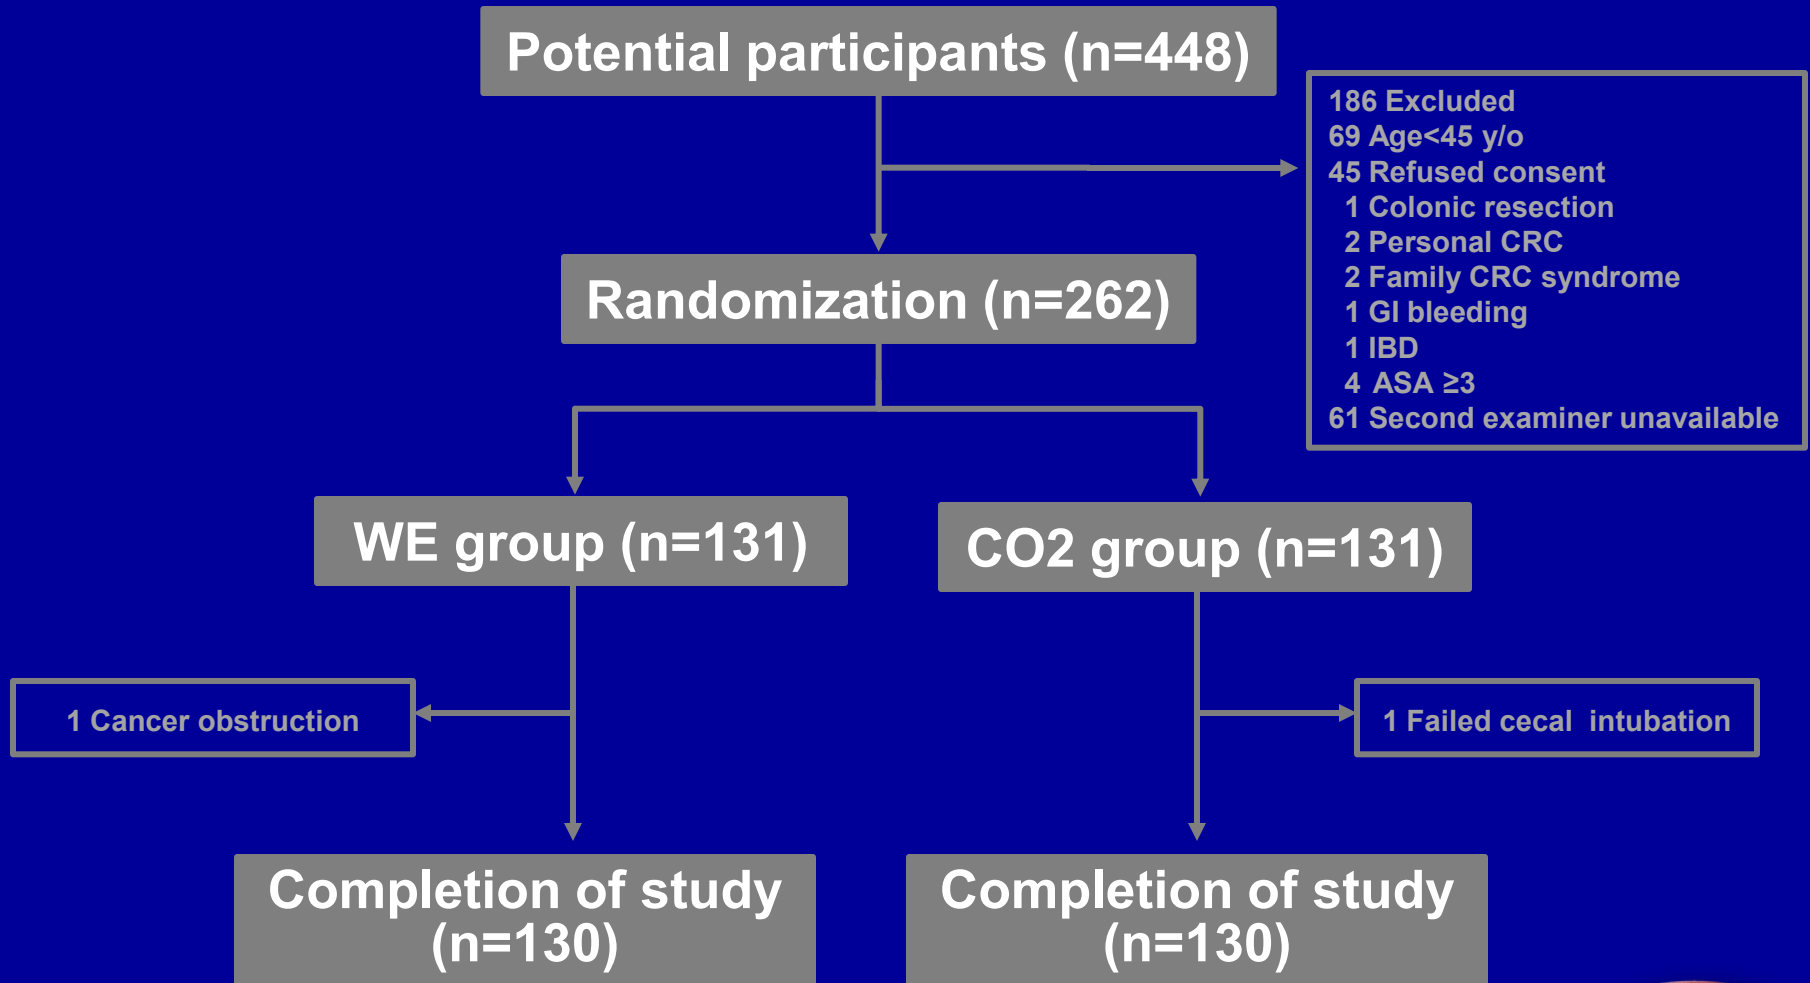 Potential participants (n=448)
186 Excluded
69 Age<45 y/o
45 Refused consent
1 Colonic resection
2 Personal CRC
2 Family CRC syndrome
1 GI bleeding
1 IBD
4 ASA ≥3
61 Second examiner unavailable
Randomization (n=262)
WE group (n=131)
CO2 group (n=131)
1 Cancer obstruction
1 Failed cecal intubation
Completion of study
(n=130)
Completion of study
(n=130)